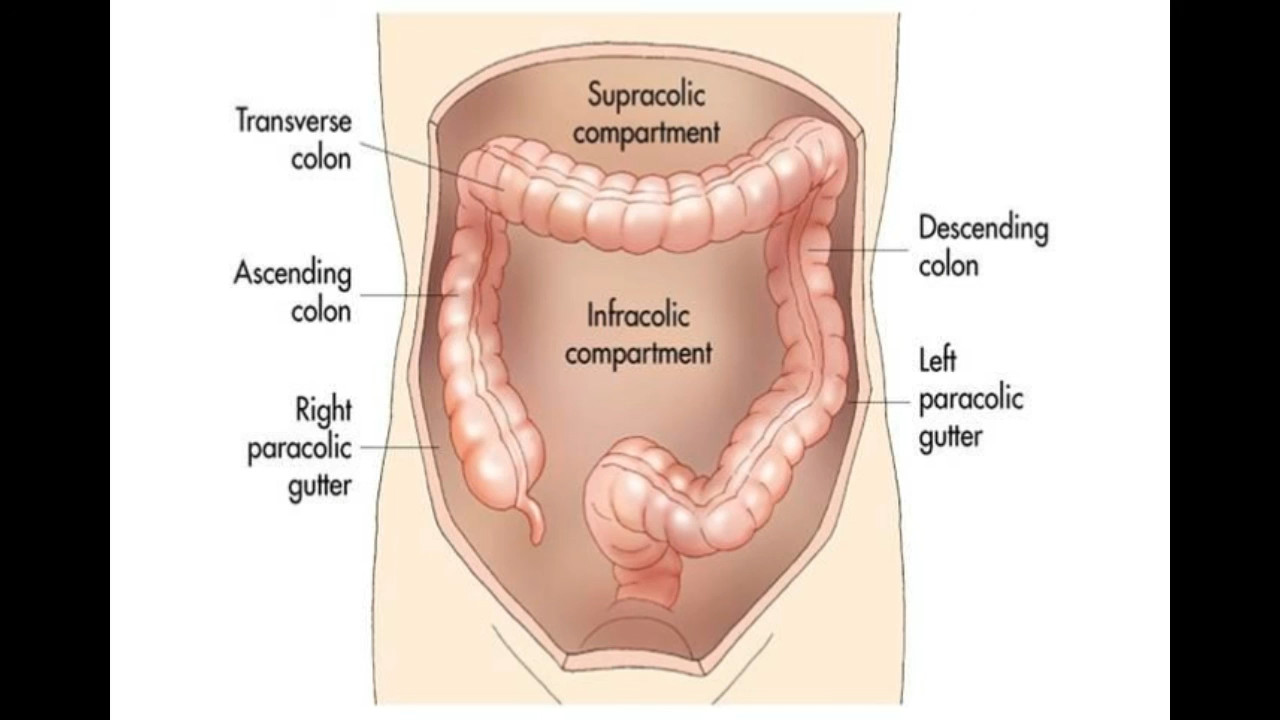 Supracolic
compartment
Transverse
colon
Descending
colon
Ascending
colon
Infracolic
compartment
Left
paracolic
gutter
Right
paracolic
gutter